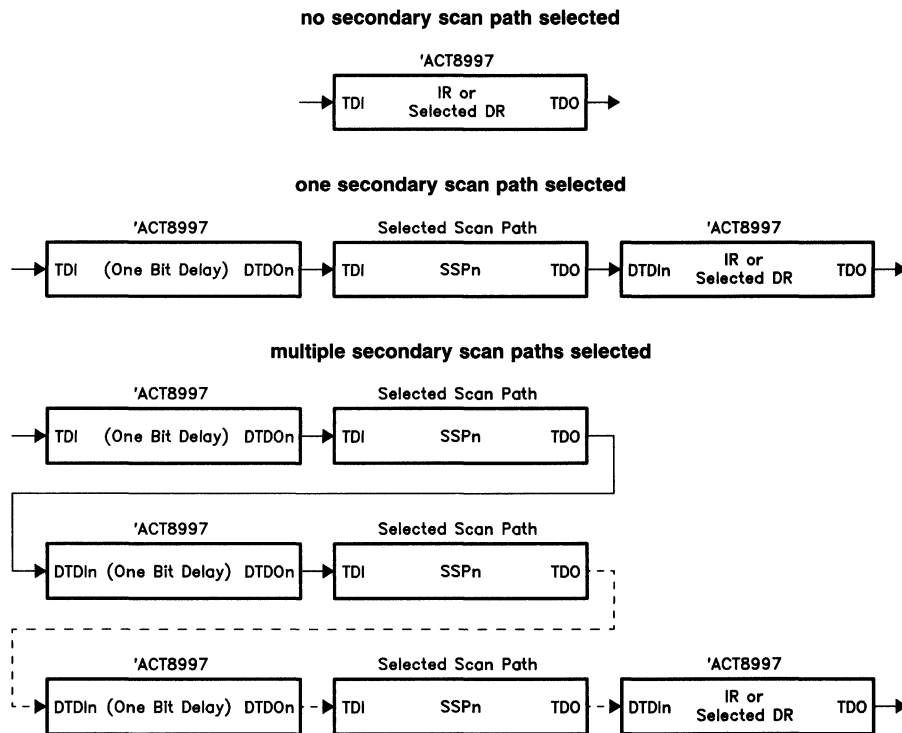 no secondary scan path selected
'ACT8997
TDI IR or Selected DR TDO
one secondary scan path selected
'ACT8997 Selected Scan Path 'ACT8997
TDI (One Bit Delay) DTDOn TDI SSPn TDO DTDIn IR or Selected DR TDO
multiple secondary scan paths selected
'ACT8997 Selected Scan Path
TDI (One Bit Delay) DTDOn TDI SSPn TDO
'ACT8997 Selected Scan Path
DTDIn (One Bit Delay) DTDOn TDI SSPn TDO
'ACT8997 Selected Scan Path 'ACT8997
DTDIn (One Bit Delay) DTDOn TDI SSPn TDO DTDIn IR or Selected DR TDO